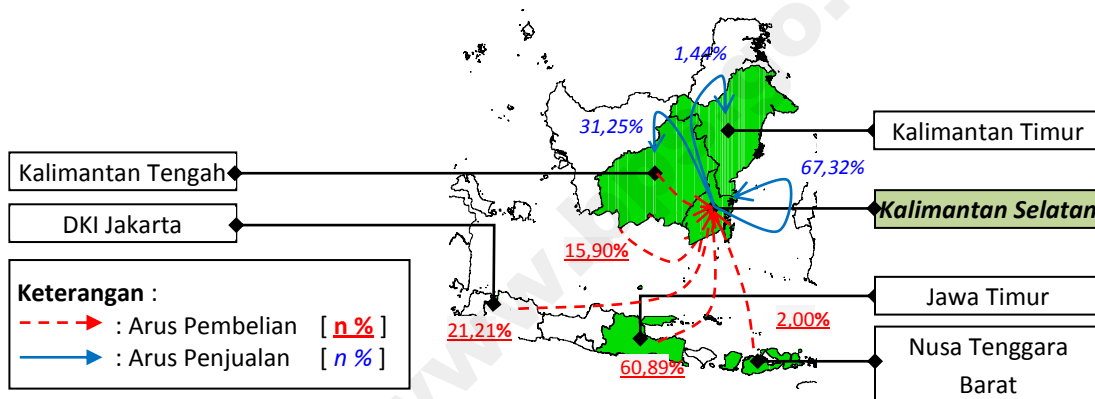 1,44%
31,25%
Kalimantan Timur
Kalimantan Tengah
67,32%
Kalimantan Selatan
DKI Jakarta
15,90%
Keterangan :
: Arus Pembelian [ n % ]
: Arus Penjualan [ n % ]
21,21%
Jawa Timur
2,00%
60,89%
Nusa Tenggara
Barat